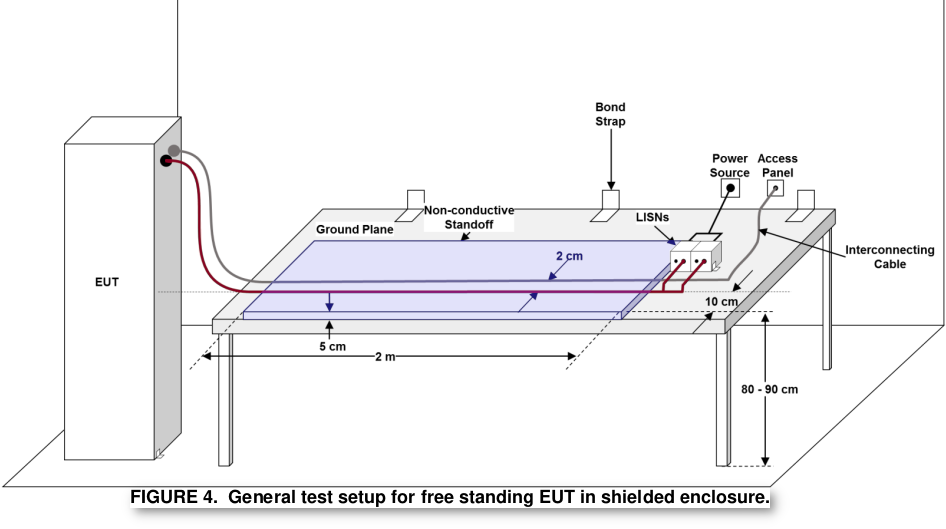 Bond
Strap
Power
Source
Access
Panel
Non-conductive
Standoff
LISNs
Ground Plane
Interconnecting
Cable
2 cm
EUT
10 cm
5 cm
2 m
80 - 90 cm
FIGURE 4. General test setup for free standing EUT in shielded enclosure.